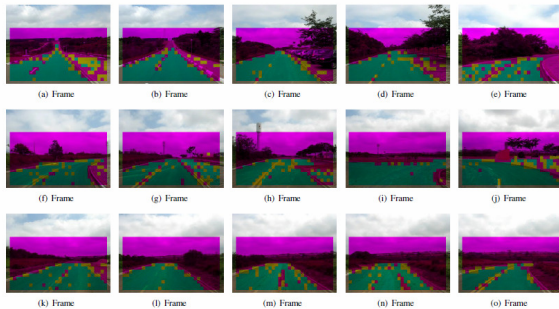 (a) Frame
(b) Frame
(c) Frame
(d) Frame
(e) Frame
(f) Frame
(g) Frame
(h) Frame
(i) Frame
(j) Frame
(k) Frame
(l) Frame
(m) Frame
(n) Frame
(o) Frame